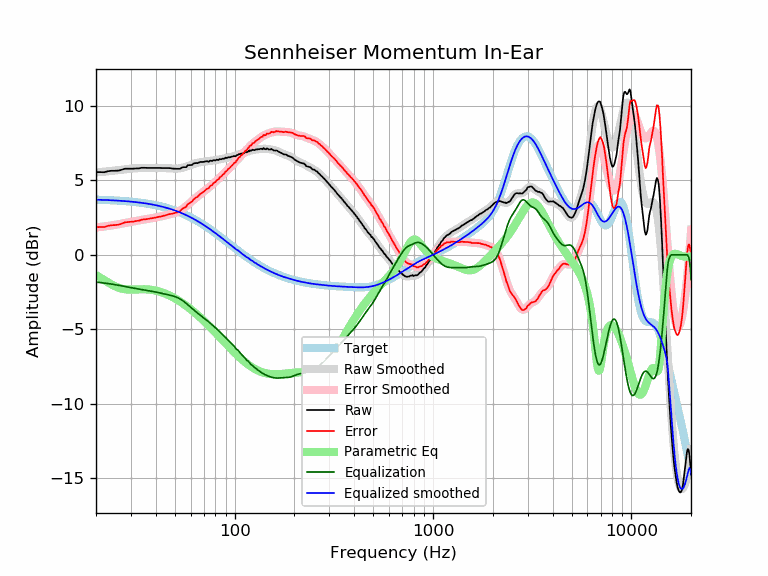 Sennheiser Momentum In-Ear
Amplitude (dBr)
10
5
0
−5
−10
−15
Target
Raw Smoothed
Error Smoothed
Raw
Error
Parametric Eq
Equalization
Equalized smoothed
100
1000
10000
Frequency (Hz)